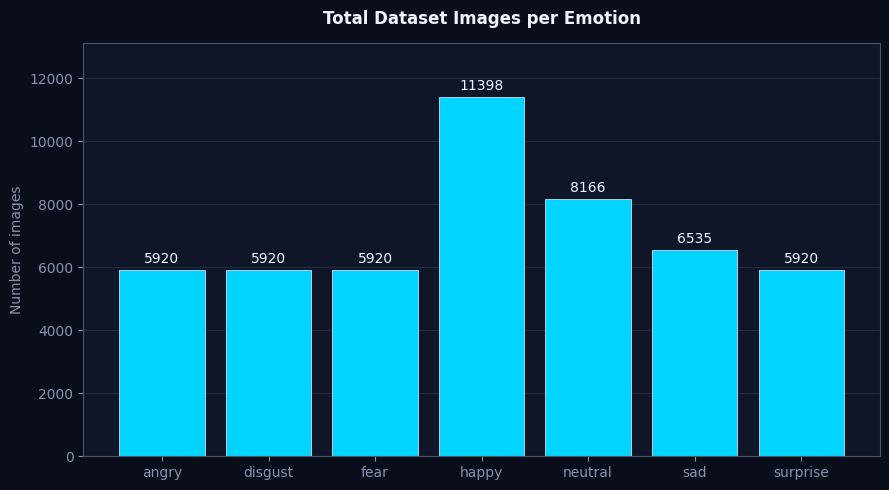 Total Dataset Images per Emotion
Number of images
12000
10000
8000
6000
4000
2000
0
5920
5920
5920
11398
8166
6535
5920
angry
disgust
fear
happy
neutral
sad
surprise